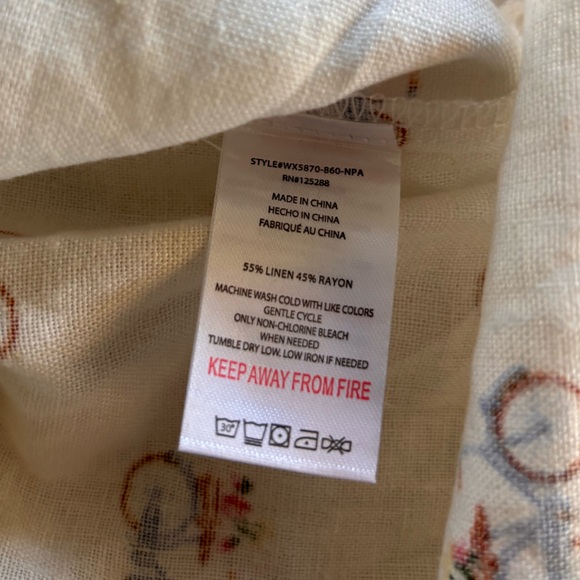 STYLE#WX5870-860-NPA
RN#125288
MADE IN CHINA
HECHO IN CHINA
FABRIQUÉ AU CHINA
55% LINEN 45% RAYON
MACHINE WASH COLD WITH LIKE COLORS
GENTLE CYCLE
ONLY NON-CHLORINE BLEACH
WHEN NEEDED
TUMBLE DRY LOW. LOW IRON IF NEEDED
KEEP AWAY FROM FIRE
30°